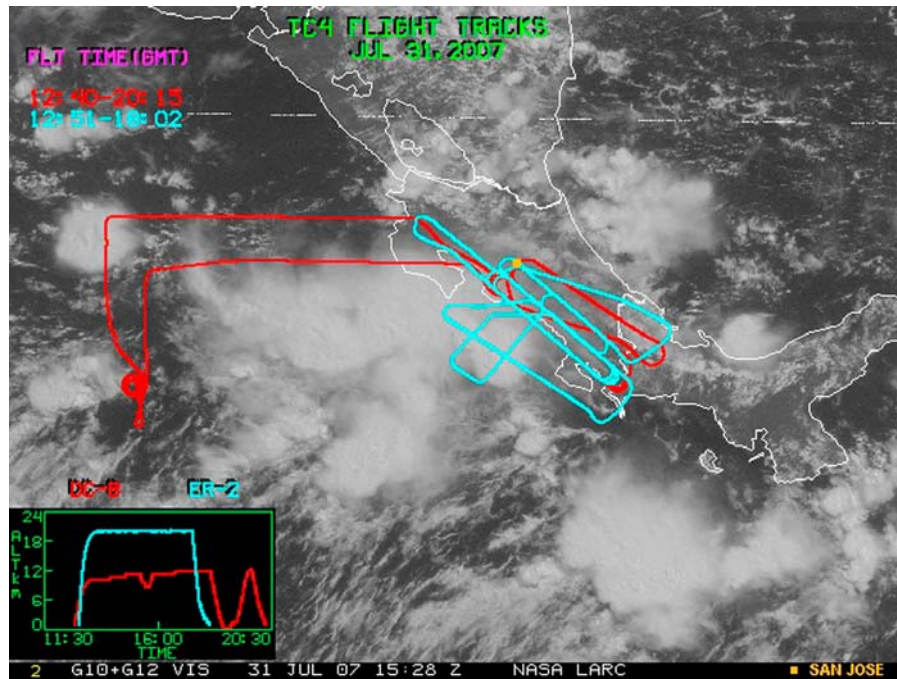 TC4 FLIGHT TRACKS
JUL 31,2007
FLT TIME(GMT)
12:40-20:15
12:51-18:02
DC-8
ER-2
24
18
12
6
0
ALT KM
11:30 16:00 20:30
TIME
2 G10+G12 VIS 31 JUL 07 15:28 Z NASA LARC SAN JOSE